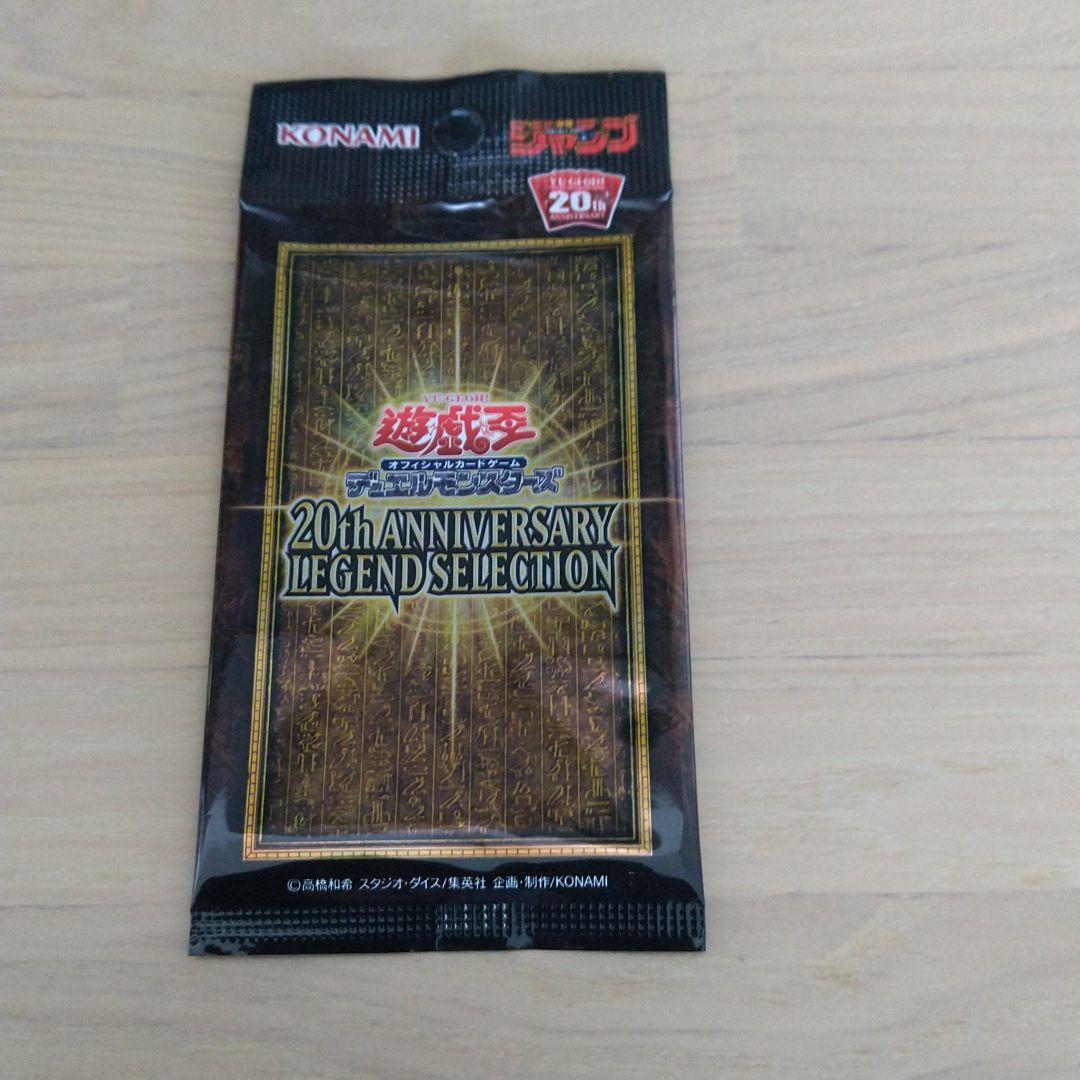 KONAMI
ジャンプ
YU-GI-OH!
20th
ANNIVERSARY
YU-GI-OH!
遊戯王
オフィシャルカードゲーム
デュエルモンスターズ
20th ANNIVERSARY
LEGEND SELECTION
©高橋和希 スタジオ・ダイス/集英社 企画・制作/KONAMI